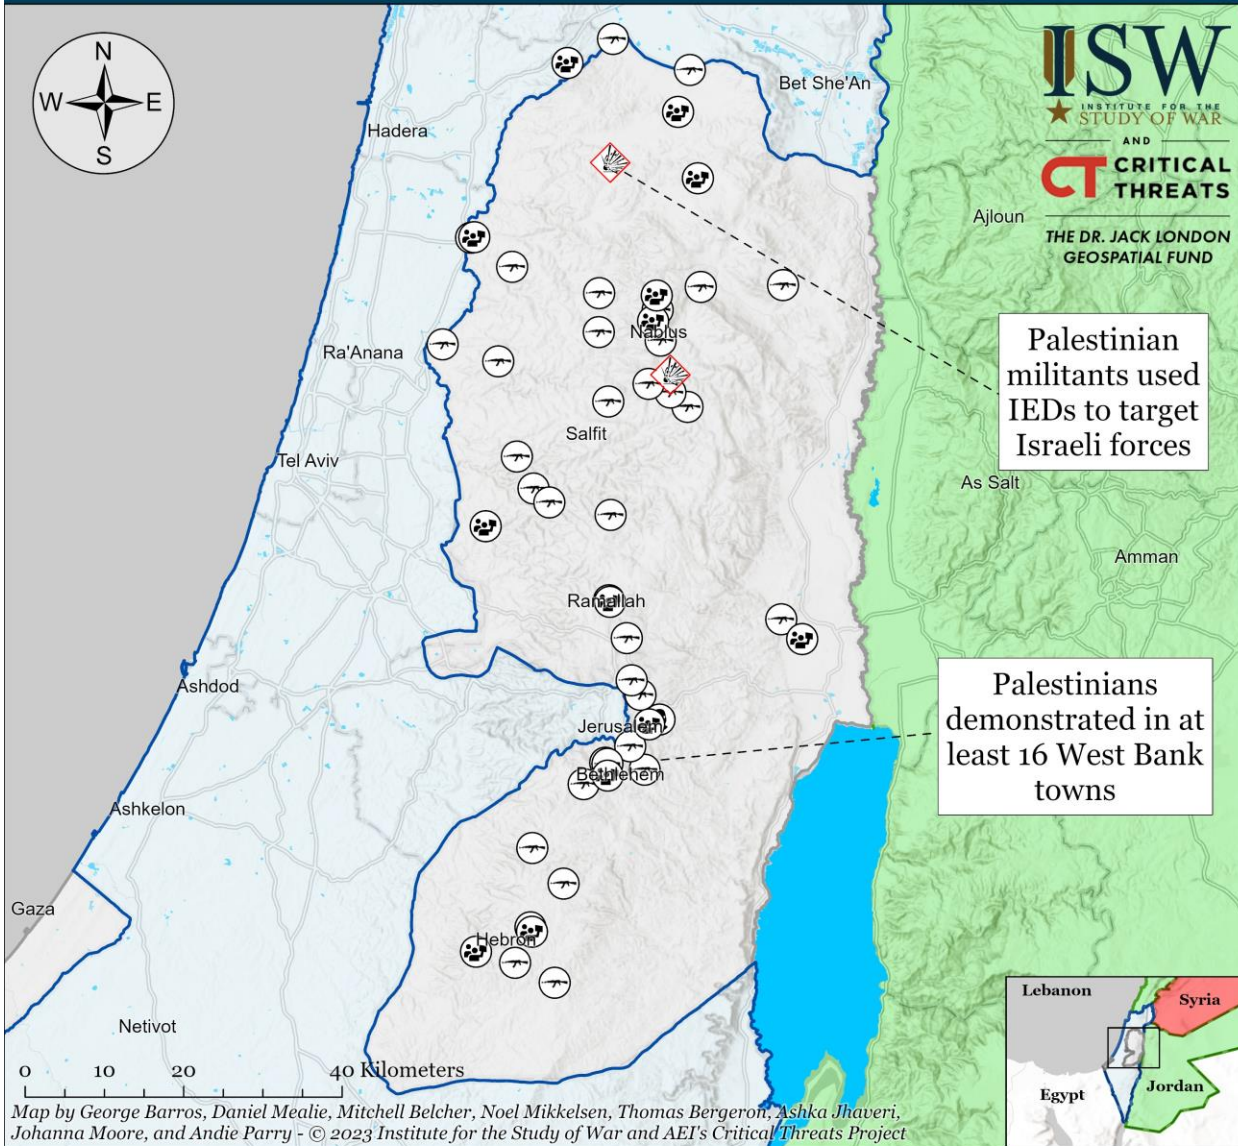 N
W
E
S
Hadera
Bet She'An
ISW
INSTITUTE FOR THE
STUDY OF WAR
AND
CT CRITICAL
THREATS
THE DR. JACK LONDON
GEOSPATIAL FUND
Ajloun
Palestinian
militants used
IEDs to target
Israeli forces
Nablus
Ra'Anana
Salfit
Tel Aviv
As Salt
Amman
Ramallah
Ashdod
Palestinians
demonstrated in at
least 16 West Bank
towns
Jerusalem
Bethlehem
Ashkelon
Gaza
Hebron
Netivot
Lebanon
Syria
Egypt
Jordan
0 10 20 40 Kilometers
Map by George Barros, Daniel Mealie, Mitchell Belcher, Noel Mikkelsen, Thomas Bergeron, Ashka Jhaveri,
Johanna Moore, and Andie Parry - © 2023 Institute for the Study of War and AEI's Critical Threats Project